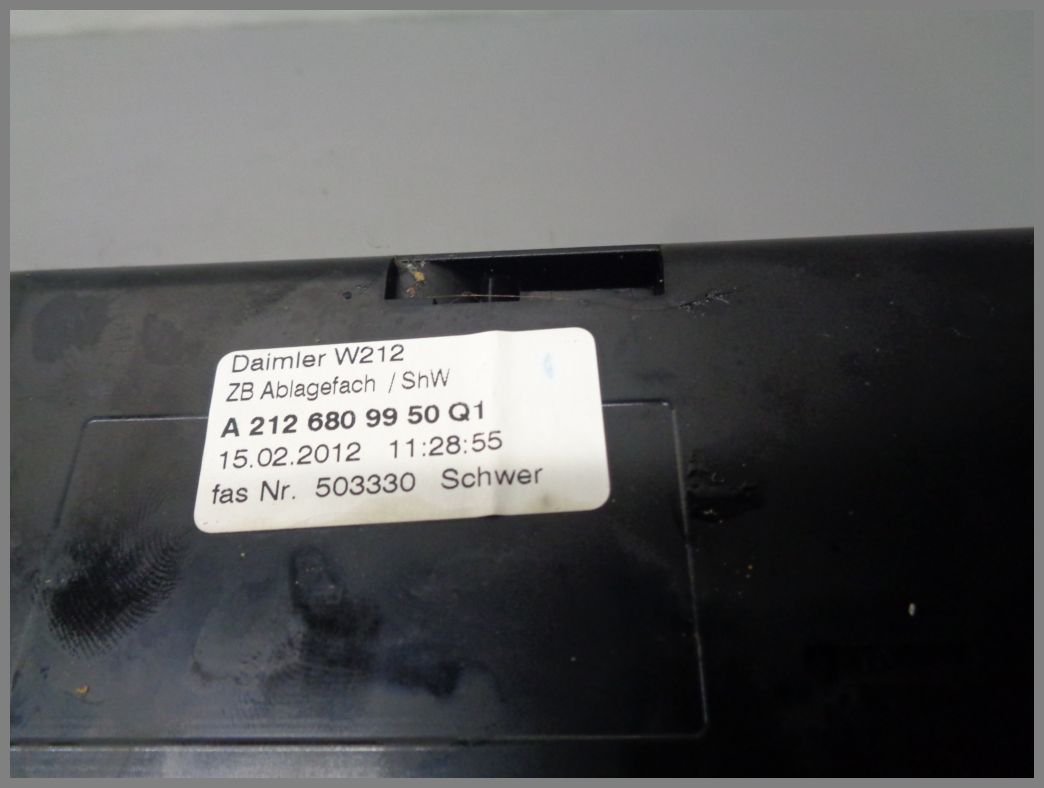 Daimler W212
ZB Ablagefach / ShW
A 212 680 99 50 Q1
15.02.2012 11:28:55
fas Nr. 503330 Schwer